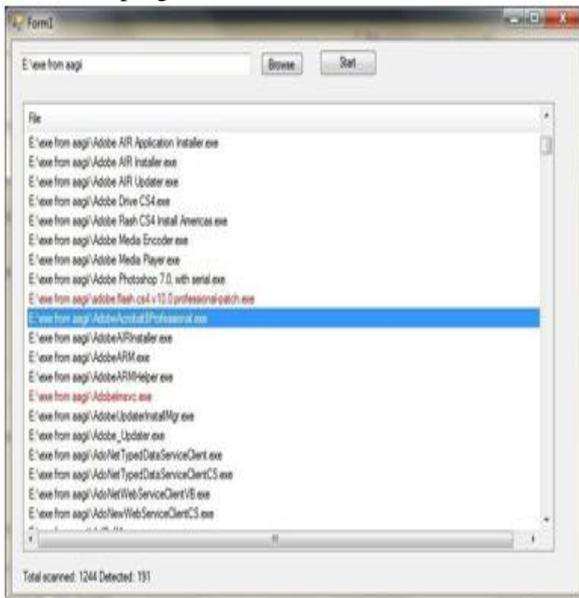 Form1
E:\exe from aagi
Browse
Start
File
E:\exe from aagi\Adobe AIR Application Installer.exe
E:\exe from aagi\Adobe AIR Installer.exe
E:\exe from aagi\Adobe AIR Updater.exe
E:\exe from aagi\Adobe Drive CS4.exe
E:\exe from aagi\Adobe Flash CS4 Install Americas.exe
E:\exe from aagi\Adobe Media Encoder.exe
E:\exe from aagi\Adobe Media Player.exe
E:\exe from aagi\Adobe Photoshop 7.0, with serial.exe
E:\exe from aagi\adobe.flash.cs4.v10.0.professional-patch.exe
E:\exe from aagi\AdobeAcrobat8Professional.exe
E:\exe from aagi\AdobeAIRInstaller.exe
E:\exe from aagi\AdobeARM.exe
E:\exe from aagi\AdobeARMHelper.exe
E:\exe from aagi\Adobelmsvc.exe
E:\exe from aagi\AdobeUpdaterInstallMgr.exe
E:\exe from aagi\Adobe_Updater.exe
E:\exe from aagi\AdoNetTypedDataServiceClient.exe
E:\exe from aagi\AdoNetTypedDataServiceClientCS.exe
E:\exe from aagi\AdoNetWebServiceClientVB.exe
E:\exe from aagi\AdoNewWebServiceClientCS.exe
Total scanned: 1244 Detected: 191